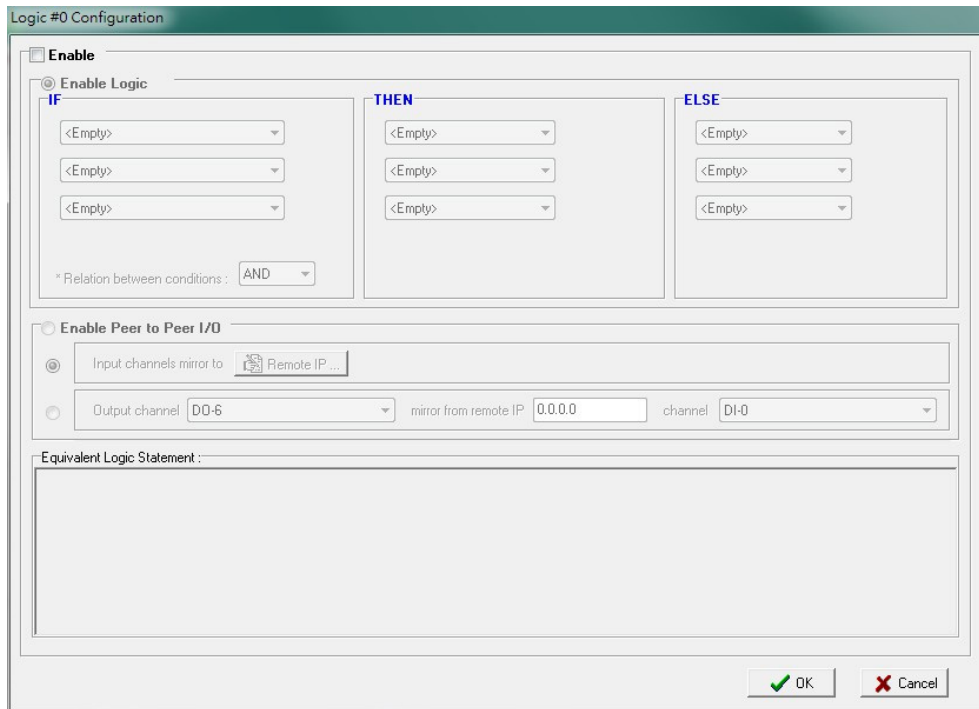 Logic #0 Configuration
Enable
Enable Logic
IF
THEN
ELSE
<Empty>
<Empty>
<Empty>
<Empty>
<Empty>
<Empty>
<Empty>
<Empty>
<Empty>
* Relation between conditions : AND
Enable Peer to Peer I/O
Input channels mirror to Remote IP ...
Output channel DO-6 mirror from remote IP 0.0.0.0 channel DI-0
Equivalent Logic Statement :
OK Cancel